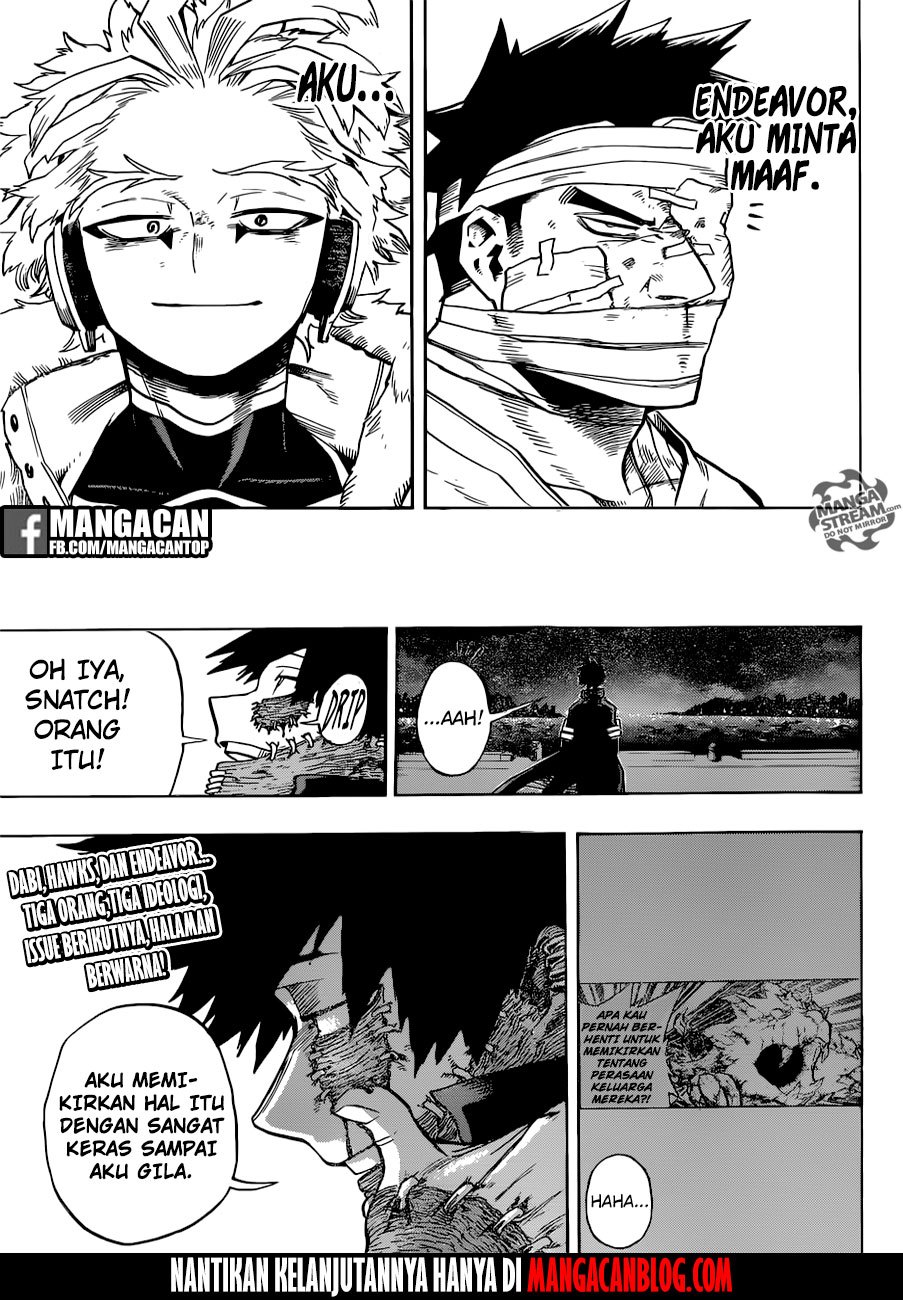 ENDEAVOR,
AKU MINTA
MAAF.
AKU...
MANGA
STREAM.com
DO NOT MIRROR
f MANGACAN
FB.COM/MANGACANTOP
...AAH!
DRIP
OH IYA,
SNATCH!
ORANG
ITU!
APA KAU
PERNAH BER-
HENTI UNTUK
MEMIKIRKAN
TENTANG
PERASAAN
KELUARGA
MEREKA?!
HAHA...
DABI, HAWKS, DAN ENDEAVOR...
TIGA ORANG, TIGA IDEOLOGI,
ISSUE BERIKUTNYA, HALAMAN
BERWARNA!
AKU MEMI-
KIRKAN HAL ITU
DENGAN SANGAT
KERAS SAMPAI
AKU GILA.
NANTIKAN KELANJUTANNYA HANYA DI MANGACANBLOG.COM